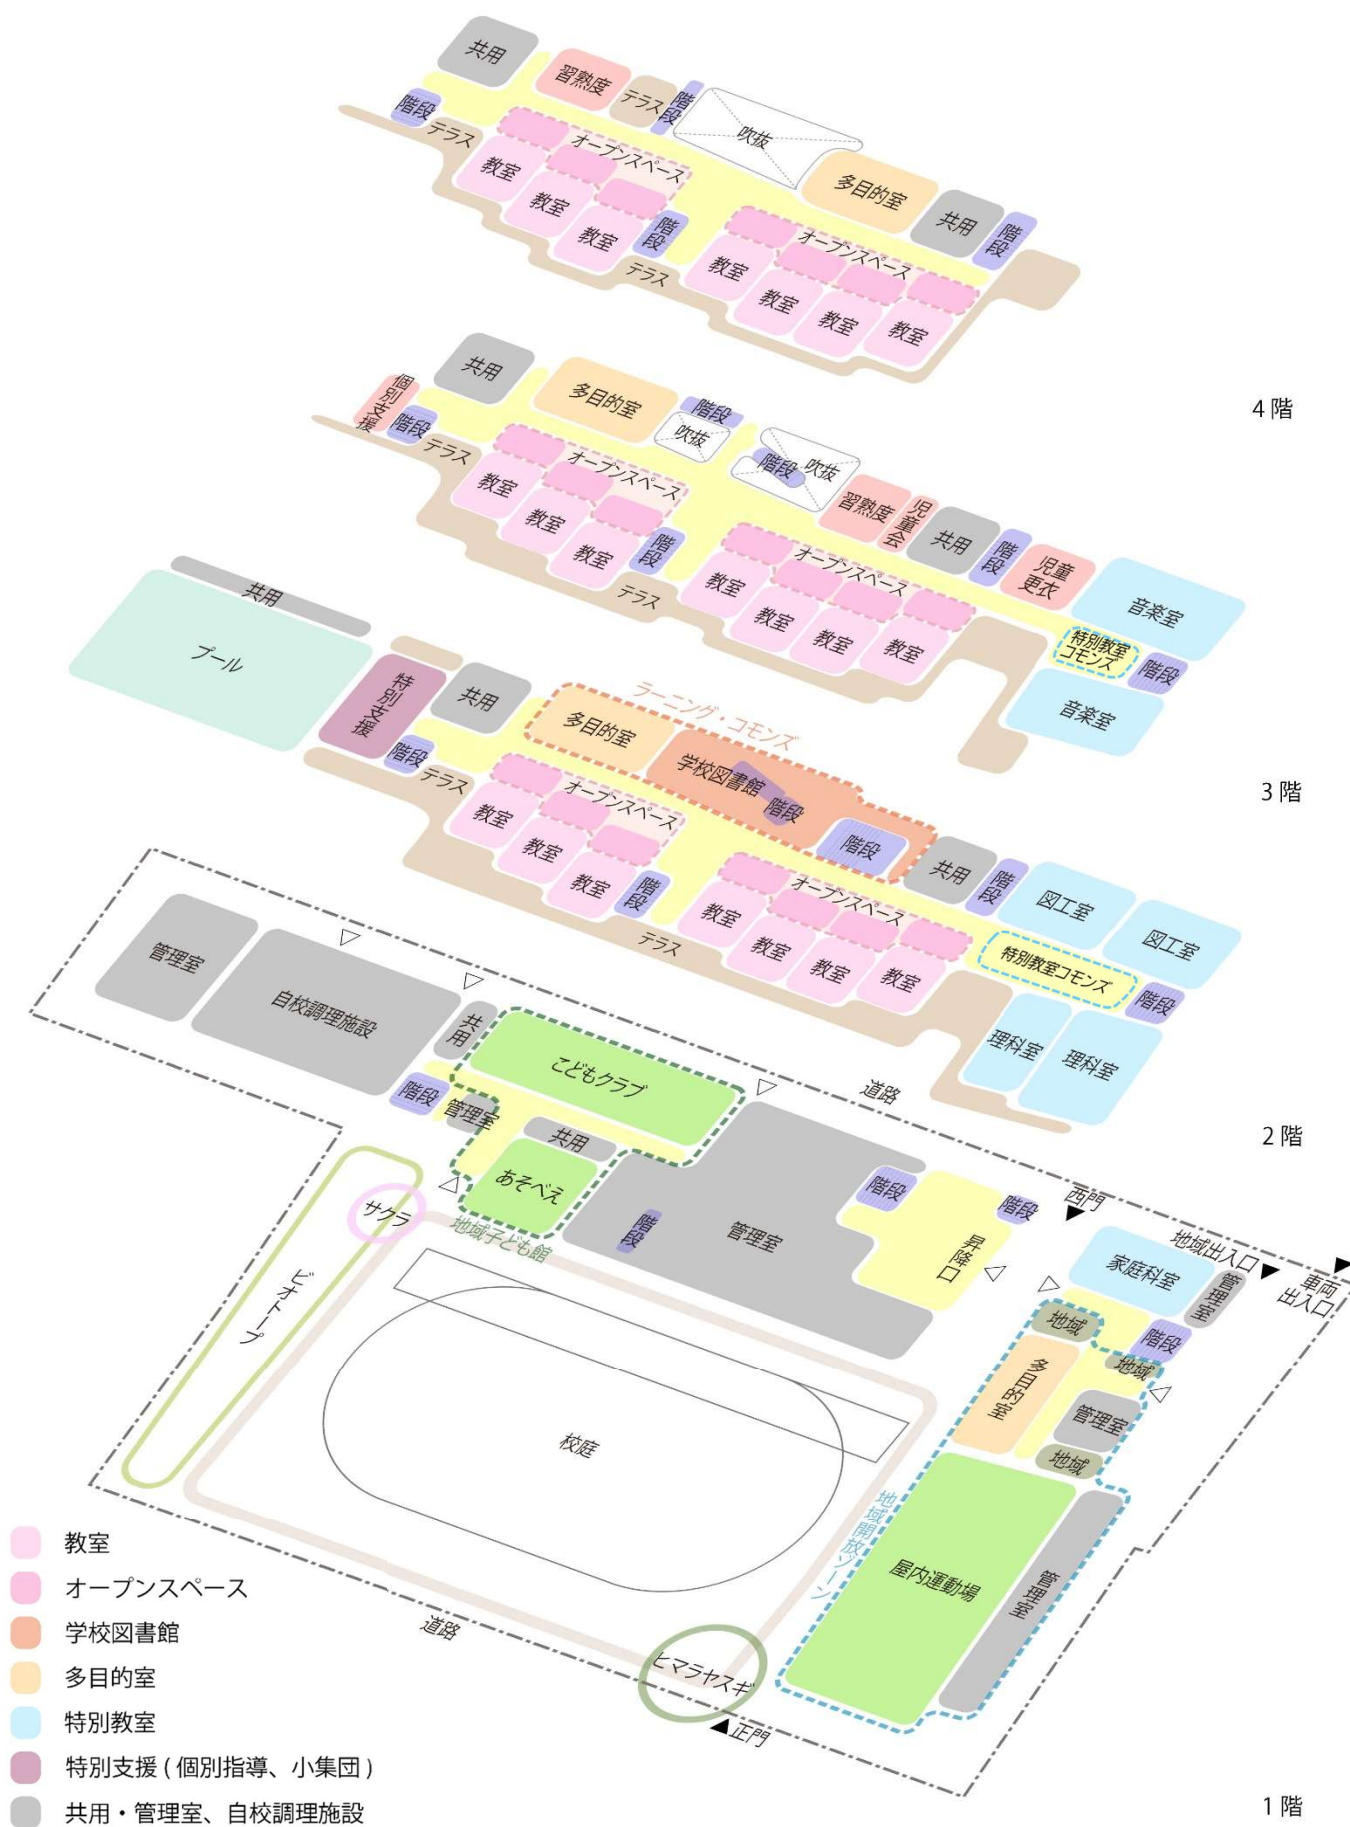 共用
習熟度
テラス
階段
吹抜
階段
テラス
オープンスペース
教室
教室
教室
階段
多目的室
共用
階段
テラス
オープンスペース
教室
教室
教室
教室
4階
個別支援
共用
階段
テラス
多目的室
階段
吹抜
階段
吹抜
オープンスペース
教室
教室
教室
階段
テラス
習熟度
児童会
共用
階段
児童
更衣
音楽室
オープンスペース
教室
教室
教室
教室
特別教室
コモンズ
階段
音楽室
3階
共用
プール
特別支援
共用
階段
テラス
ラーニング・コモンズ
多目的室
学校図書館
階段
階段
オープンスペース
教室
教室
教室
階段
テラス
共用
階段
図工室
図工室
オープンスペース
教室
教室
教室
教室
特別教室コモンズ
階段
理科室
理科室
2階
管理室
自校調理施設
共用
こどもクラブ
道路
階段
管理室
共用
あそべえ
地域子ども館
階段
管理室
階段
昇降口
階段
西門
地域出入口
車両
出入口
家庭科室
管理室
階段
地域
地域
多目的室
管理室
地域
サクラ
ビオトープ
校庭
地域開放ゾーン
屋内運動場
管理室
道路
ヒマラヤスギ
正門
1階
教室
オープンスペース
学校図書館
多目的室
特別教室
特別支援(個別指導、小集団)
共用・管理室、自校調理施設